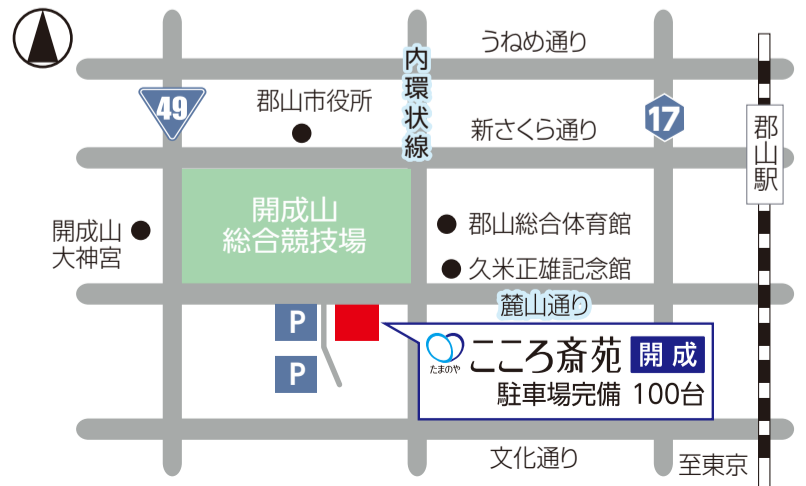 うねめ通り
内環状線
49
郡山市役所
新さくら通り
17
郡山駅
開成山
総合競技場
開成山
大神宮
郡山総合体育館
久米正雄記念館
麓山通り
P
P
たまのや
こころ斎苑 開成
駐車場完備 100台
文化通り
至東京